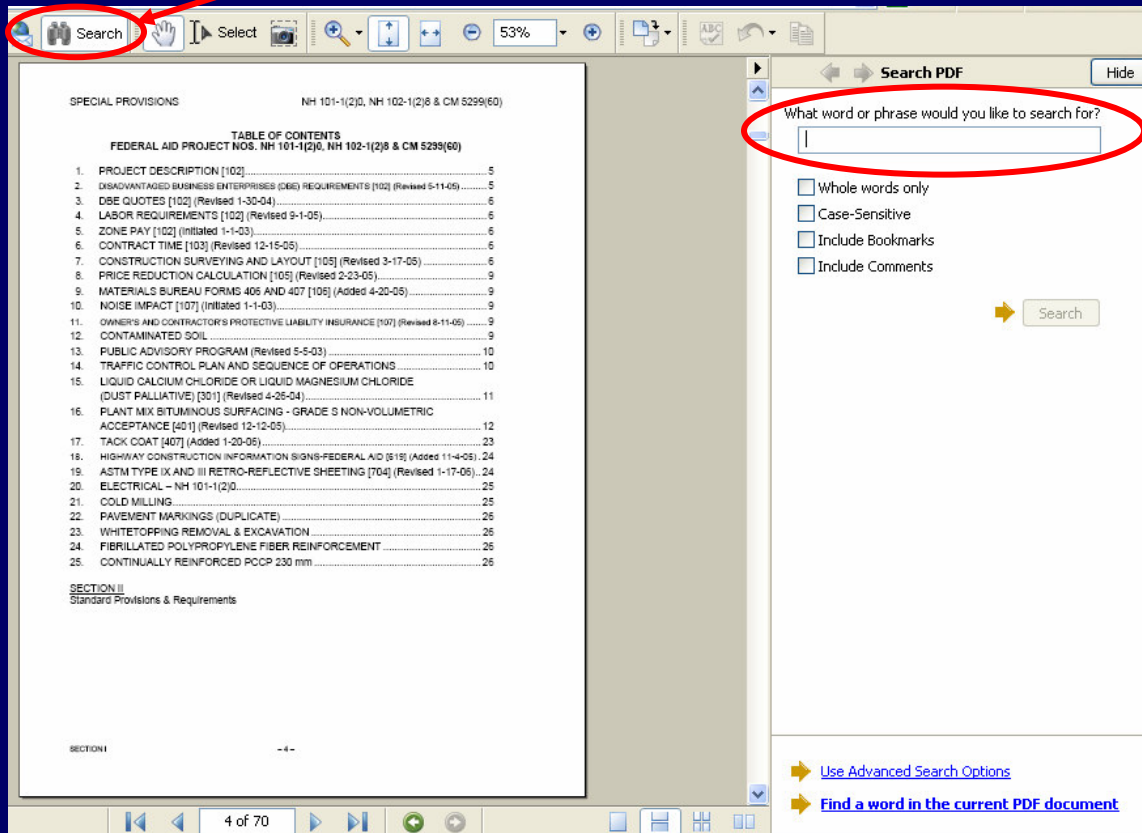 Search
Select
53%
Search PDF
Hide
What word or phrase would you like to search for?
Whole words only
Case-Sensitive
Include Bookmarks
Include Comments
Search
SPECIAL PROVISIONS NH 101-1(2)0, NH 102-1(2)8 & CM 5299(60)
TABLE OF CONTENTS
FEDERAL AID PROJECT NOS. NH 101-1(2)0, NH 102-1(2)8 & CM 5299(60)
1. PROJECT DESCRIPTION [102] 5
2. DISADVANTAGED BUSINESS ENTERPRISES (DBE) REQUIREMENTS [102] (Revised 5-11-05) 5
3. DBE QUOTES [102] (Revised 1-30-04) 6
4. LABOR REQUIREMENTS [102] (Revised 9-1-05) 6
5. ZONE PAY [102] (Initiated 1-1-03) 6
6. CONTRACT TIME [103] (Revised 12-15-05) 6
7. CONSTRUCTION SURVEYING AND LAYOUT [105] (Revised 3-17-05) 6
8. PRICE REDUCTION CALCULATION [105] (Revised 2-23-05) 9
9. MATERIALS BUREAU FORMS 406 AND 407 [106] (Added 4-20-05) 9
10. NOISE IMPACT [107] (Initiated 1-1-03) 9
11. OWNER'S AND CONTRACTOR'S PROTECTIVE LIABILITY INSURANCE [107] (Revised 8-11-05) 9
12. CONTAMINATED SOIL 9
13. PUBLIC ADVISORY PROGRAM (Revised 5-5-03) 10
14. TRAFFIC CONTROL PLAN AND SEQUENCE OF OPERATIONS 10
15. LIQUID CALCIUM CHLORIDE OR LIQUID MAGNESIUM CHLORIDE
(DUST PALLIATIVE) [301] (Revised 4-26-04) 11
16. PLANT MIX BITUMINOUS SURFACING - GRADE S NON-VOLUMETRIC
ACCEPTANCE [401] (Revised 12-12-05) 12
17. TACK COAT [407] (Added 1-20-06) 23
18. HIGHWAY CONSTRUCTION INFORMATION SIGNS-FEDERAL AID [619] (Added 11-4-05) 24
19. ASTM TYPE IX AND III RETRO-REFLECTIVE SHEETING [704] (Revised 1-17-06) 24
20. ELECTRICAL – NH 101-1(2)0 25
21. COLD MILLING 25
22. PAVEMENT MARKINGS (DUPLICATE) 26
23. WHITETOPPING REMOVAL & EXCAVATION 26
24. FIBRILLATED POLYPROPYLENE FIBER REINFORCEMENT 26
25. CONTINUALLY REINFORCED PCCP 230 mm 26
SECTION II
Standard Provisions & Requirements
SECTION I –4–
4 of 70
Use Advanced Search Options
Find a word in the current PDF document